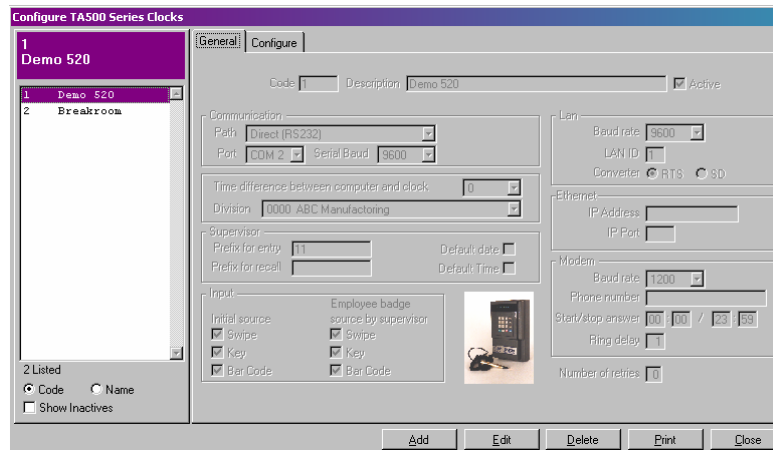 Configure TA500 Series Clocks
1
Demo 520
1 Demo 520
2 Breakroom
2 Listed
Code Name
Show Inactives
General Configure
Code 1 Description Demo 520 Active
Communication
Path Direct (RS232)
Port COM 2 Serial Baud 9600
Time difference between computer and clock 0
Division 0000 ABC Manufactoring
Supervisor
Prefix for entry 11 Default date
Prefix for recall Default Time
Input
Initial source Employee badge source by supervisor
Swipe Swipe
Key Key
Bar Code Bar Code
Lan
Baud rate 9600
LAN ID 1
Converter RTS SD
Ethernet
IP Address
IP Port
Modem
Baud rate 1200
Phone number
Start/stop answer 00 : 00 / 23 : 59
Ring delay 1
Number of retries 0
Add Edit Delete Print Close